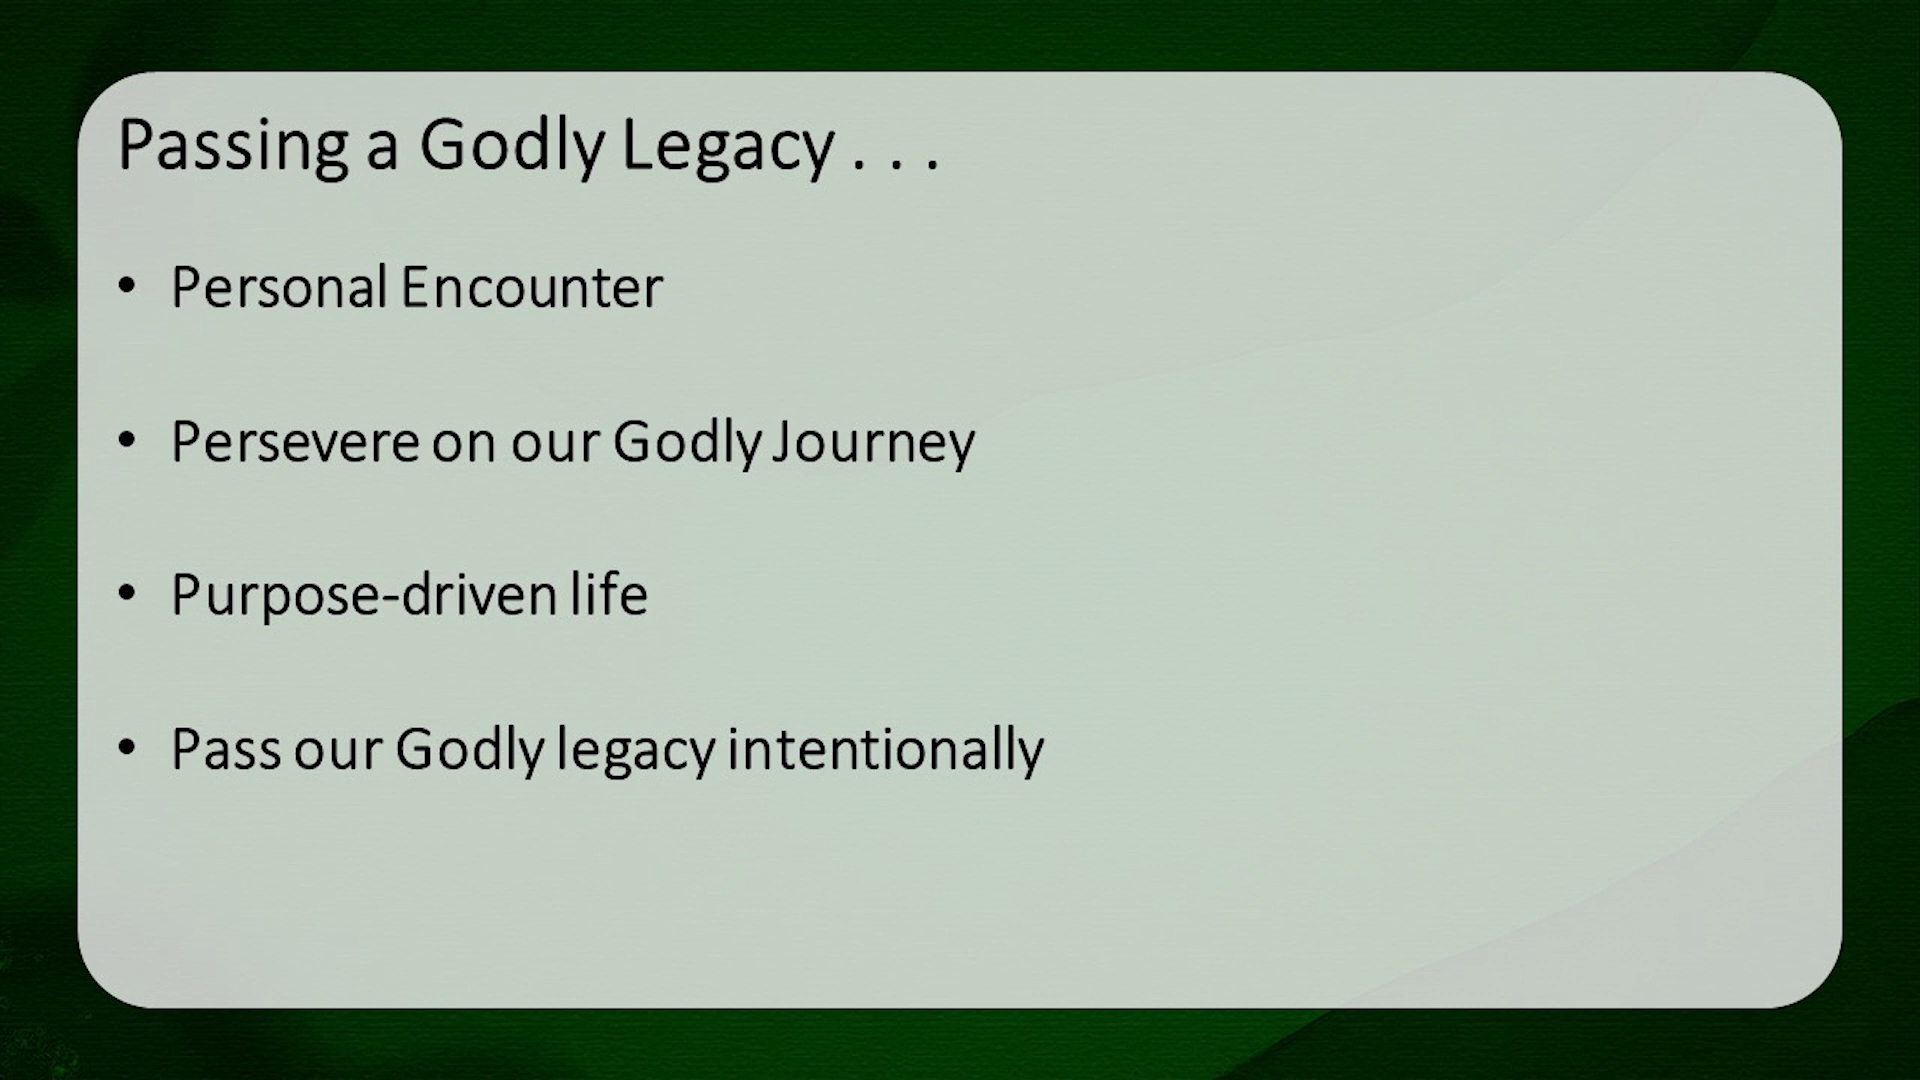 Passing a Godly Legacy . . .
• Personal Encounter
• Persevere on our Godly Journey
• Purpose-driven life
• Pass our Godly legacy intentionally